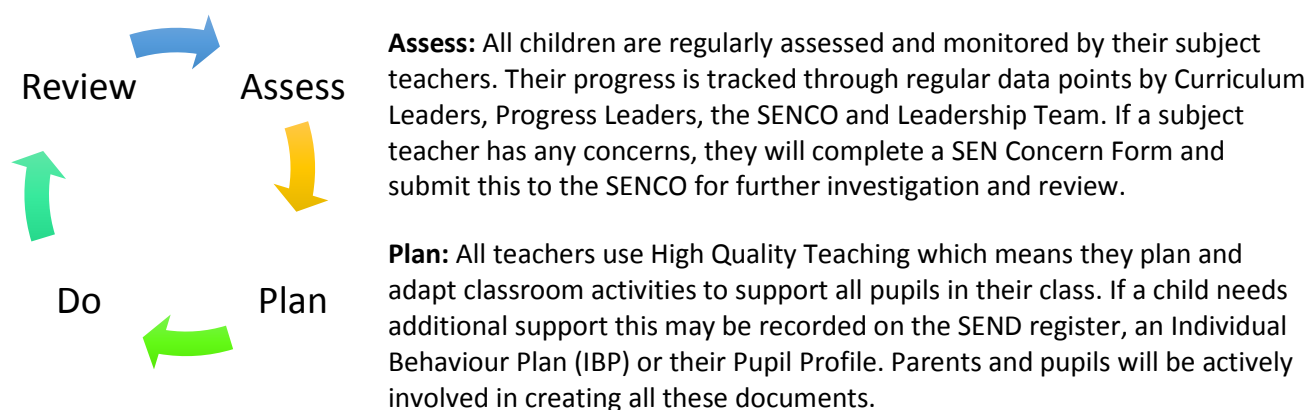 Review
Assess
Do
Plan
Assess: All children are regularly assessed and monitored by their subject
teachers. Their progress is tracked through regular data points by Curriculum
Leaders, Progress Leaders, the SENCO and Leadership Team. If a subject
teacher has any concerns, they will complete a SEN Concern Form and
submit this to the SENCO for further investigation and review.
Plan: All teachers use High Quality Teaching which means they plan and
adapt classroom activities to support all pupils in their class. If a child needs
additional support this may be recorded on the SEND register, an Individual
Behaviour Plan (IBP) or their Pupil Profile. Parents and pupils will be actively
involved in creating all these documents.